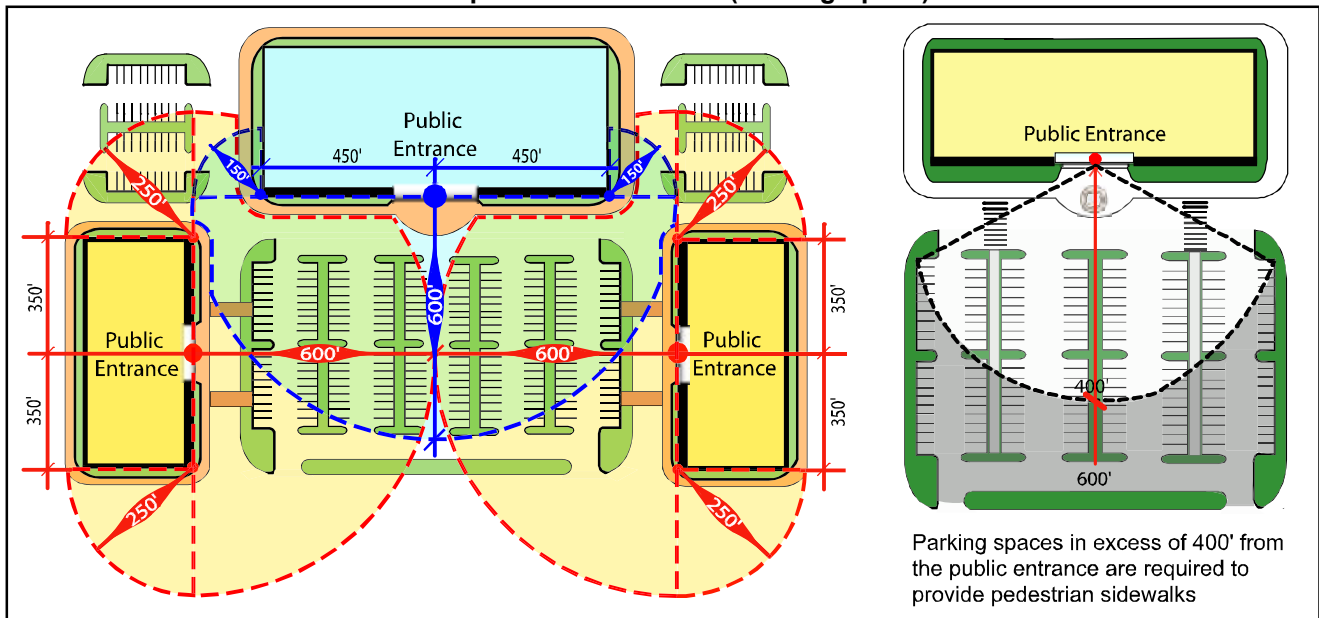 Public
Entrance
450'
450'
150'
150'
250'
250'
350'
350'
600'
Public
Entrance
600'
600'
Public
Entrance
350'
350'
250'
250'
Public Entrance
400'
600'
Parking spaces in excess of 400' from
the public entrance are required to
provide pedestrian sidewalks